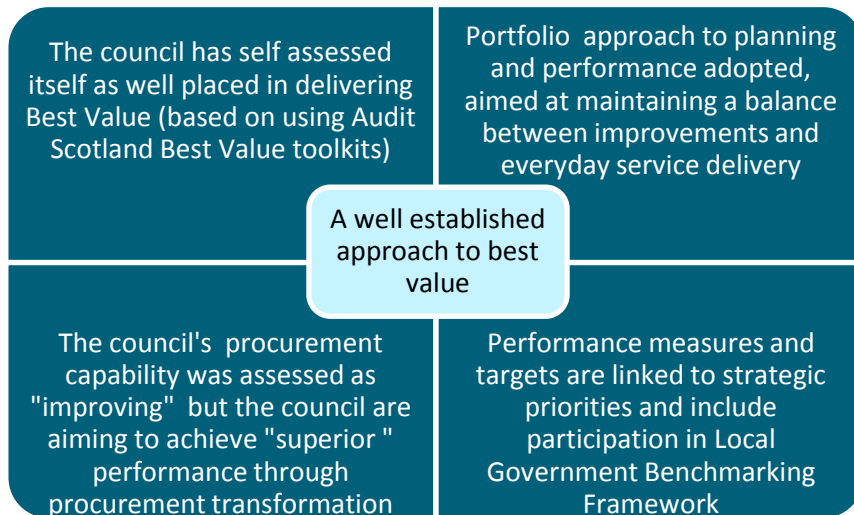 The council has self assessed
itself as well placed in delivering
Best Value (based on using Audit
Scotland Best Value toolkits)
Portfolio approach to planning
and performance adopted,
aimed at maintaining a balance
between improvements and
everyday service delivery
A well established
approach to best
value
The council's procurement
capability was assessed as
"improving" but the council are
aiming to achieve "superior "
performance through
procurement transformation
Performance measures and
targets are linked to strategic
priorities and include
participation in Local
Government Benchmarking
Framework